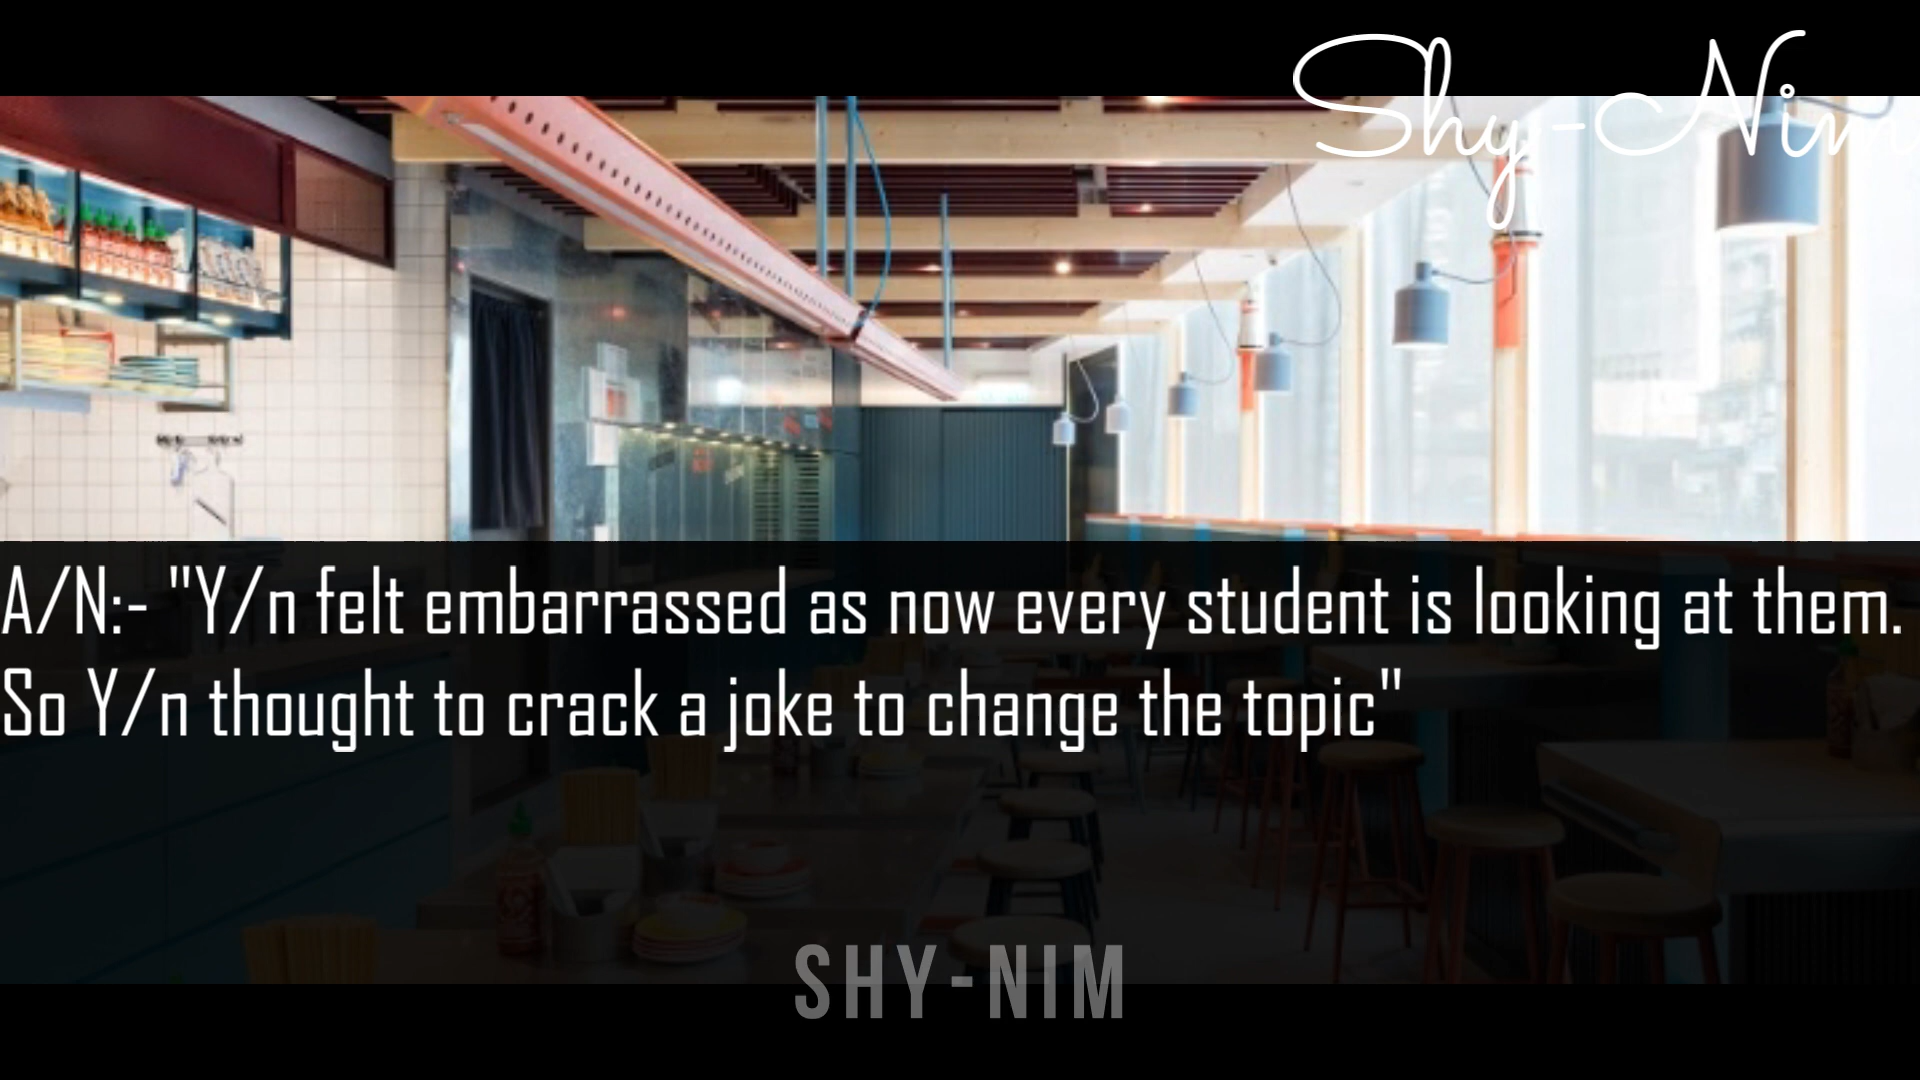 Shy-Nim
A/N:- "Y/n felt embarrassed as now every student is looking at them.
So Y/n thought to crack a joke to change the topic"
SHY-NIM